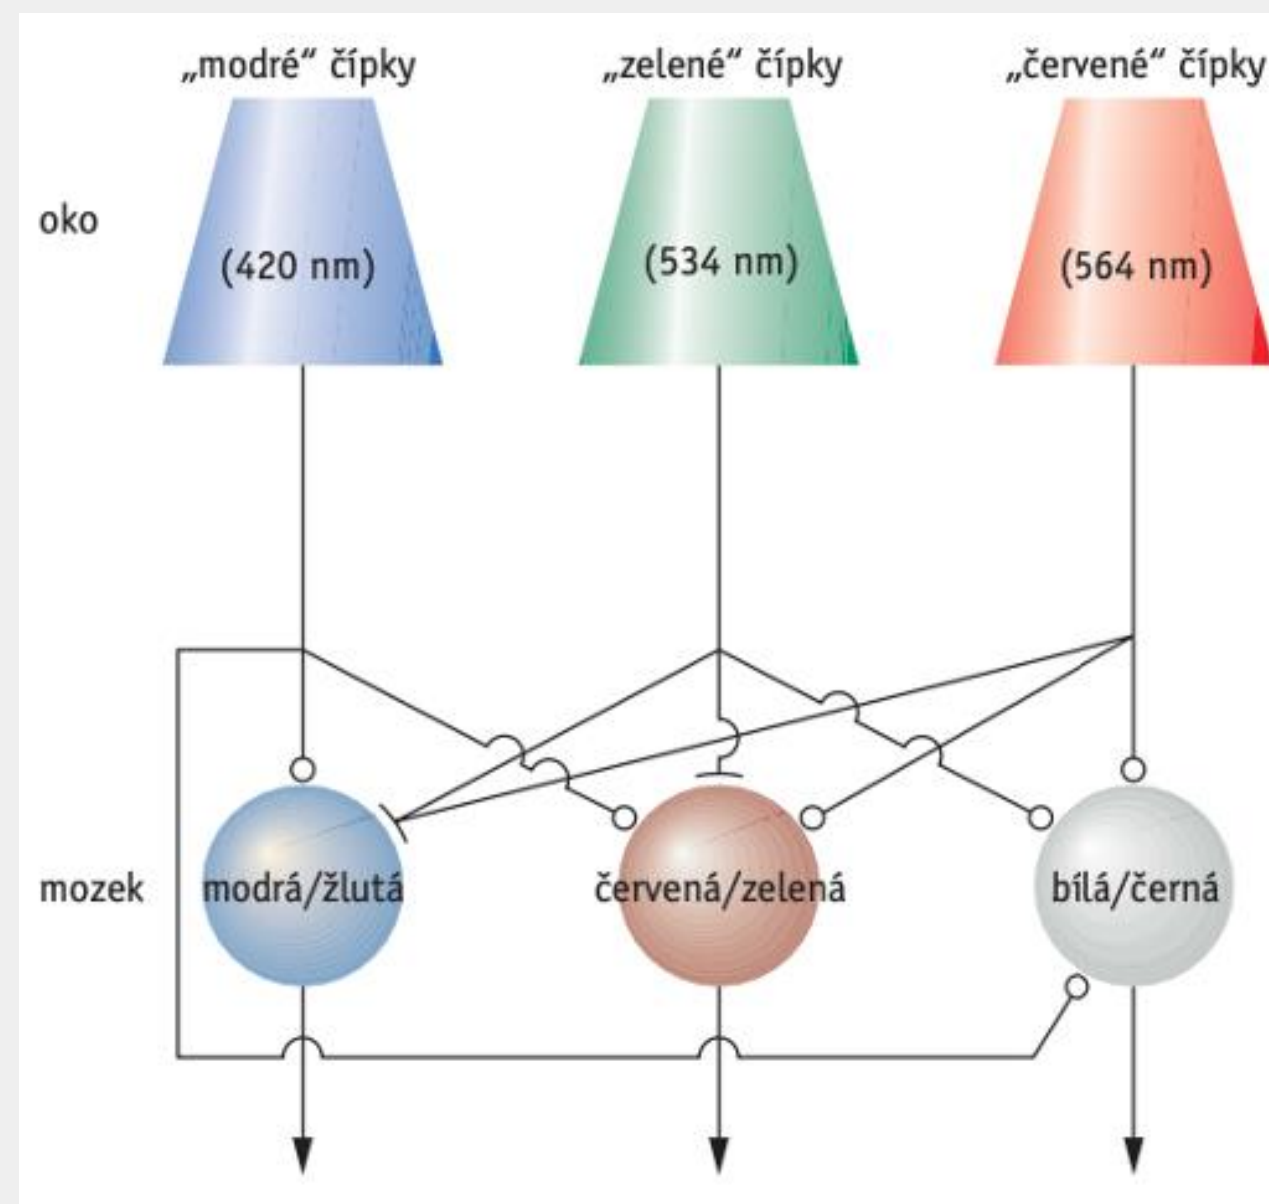 „modré“ čípky
„zelené“ čípky
„červené“ čípky
oko
(420 nm)
(534 nm)
(564 nm)
mozek
modrá/žlutá
červená/zelená
bílá/černá